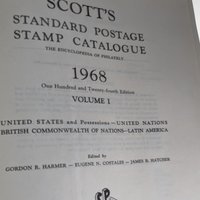 SCOTT'S
STANDARD POSTAGE
STAMP CATALOGUE
THE ENCYCLOPEDIA OF PHILATELY
1968
One Hundred and Twenty-fourth Edition
VOLUME I
UNITED STATES and Possessions — UNITED NATIONS
BRITISH COMMONWEALTH OF NATIONS — LATIN AMERICA
Edited by
GORDON R. HARMER — EUGENE N. COSTALES — JAMES B. HATCHER